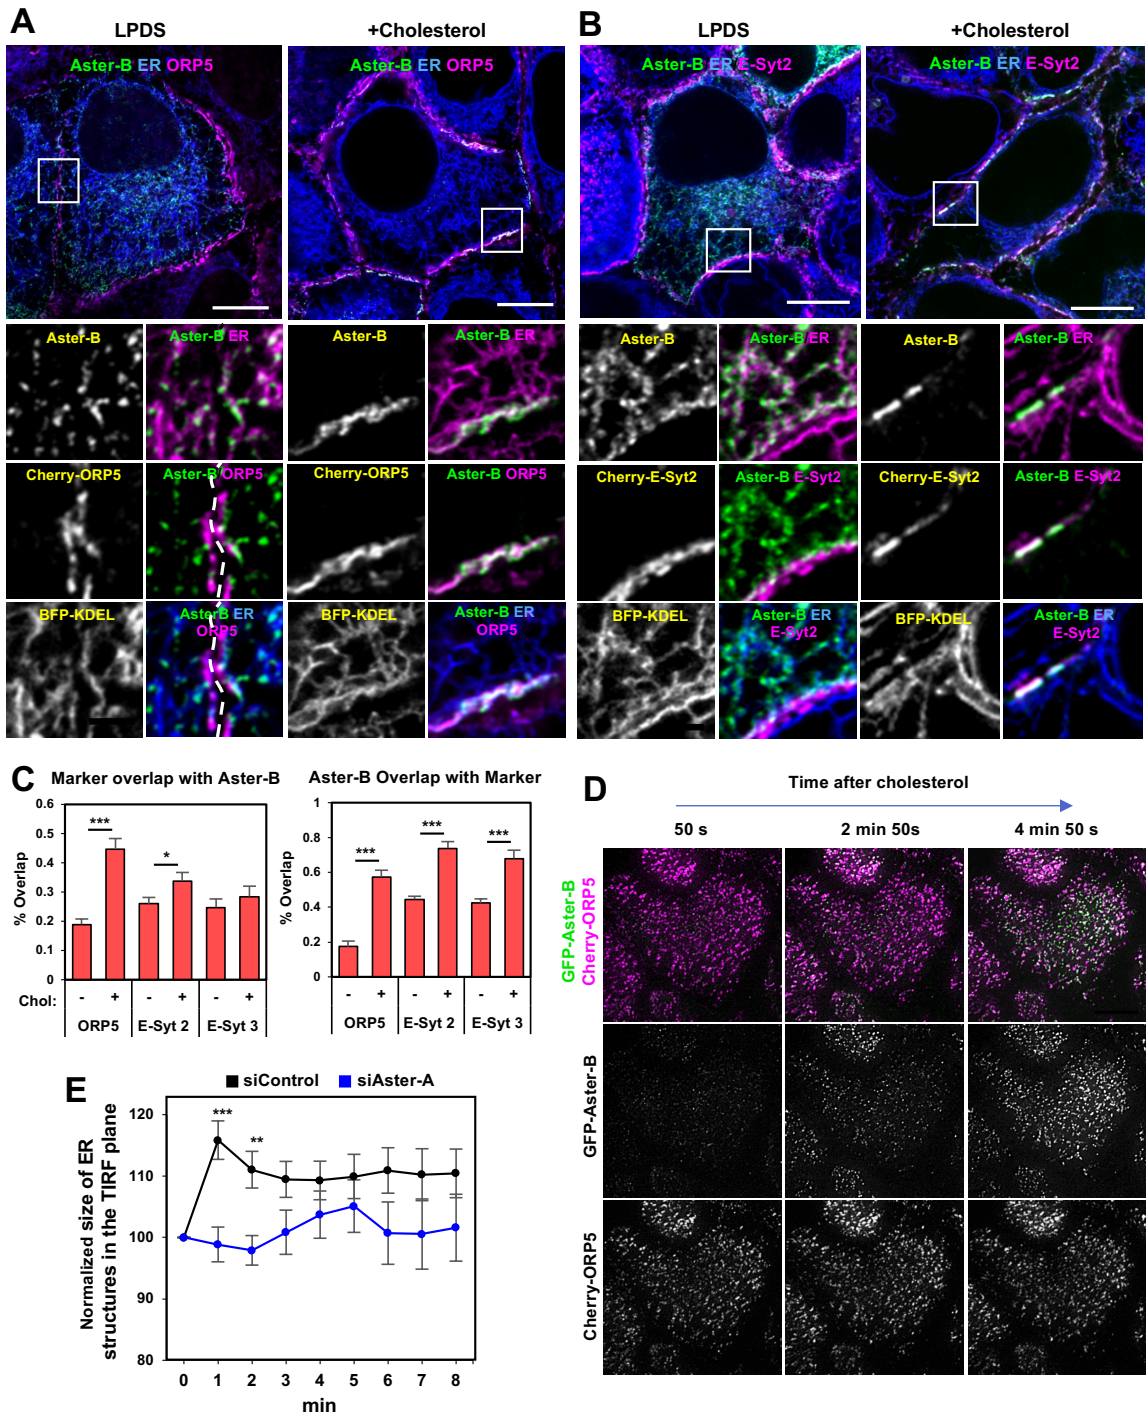 A
LPDS
+Cholesterol
Aster-B ER ORP5
Aster-B ER ORP5
Aster-B
Aster-B ER
Aster-B
Aster-B ER
Cherry-ORP5
Aster-B ORP5
Cherry-ORP5
Aster-B ORP5
BFP-KDEL
Aster-B ER
ORP5
BFP-KDEL
Aster-B ER
ORP5
B
LPDS
+Cholesterol
Aster-B ER E-Syt2
Aster-B ER E-Syt2
Aster-B
Aster-B ER
Aster-B
Aster-B ER
Cherry-E-Syt2
Aster-B E-Syt2
Cherry-E-Syt2
Aster-B E-Syt2
BFP-KDEL
Aster-B ER
E-Syt2
BFP-KDEL
Aster-B ER
E-Syt2
C
Marker overlap with Aster-B
% Overlap
0.6
0.5
0.4
0.3
0.2
0.1
0
***
*
Chol:
- + - + - +
ORP5 E-Syt 2 E-Syt 3
Aster-B Overlap with Marker
% Overlap
1
0.8
0.6
0.4
0.2
0
***
***
***
- + - + - +
ORP5 E-Syt 2 E-Syt 3
D
Time after cholesterol
50 s
2 min 50s
4 min 50 s
GFP-Aster-B
Cherry-ORP5
GFP-Aster-B
Cherry-ORP5
E
siControl
siAster-A
Normalized size of ER
structures in the TIRF plane
120
110
100
90
80
***
**
0 1 2 3 4 5 6 7 8
min